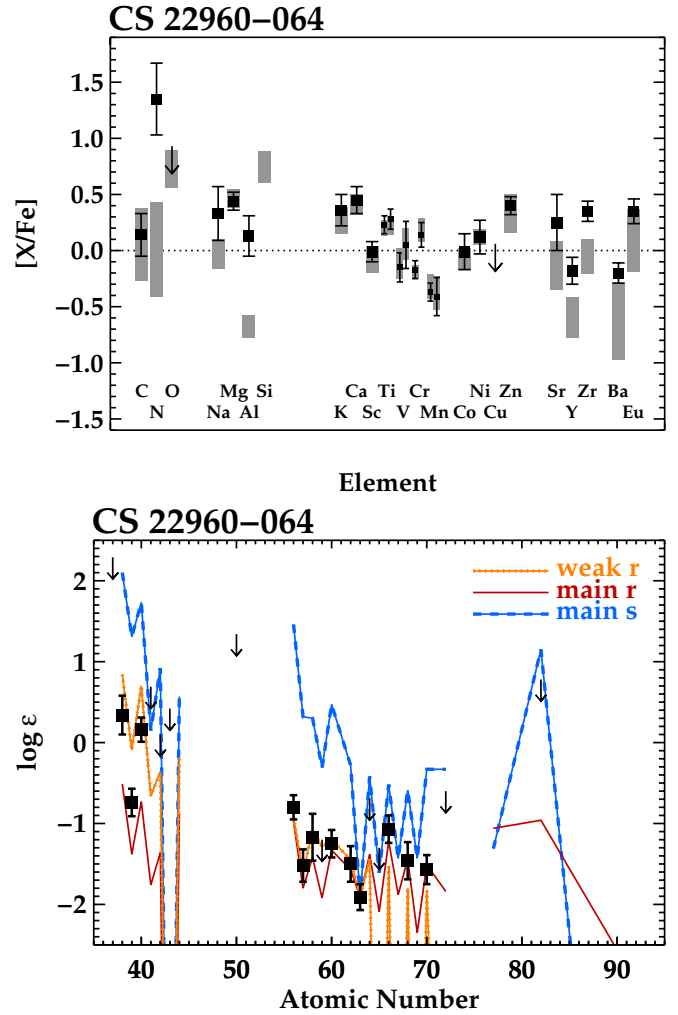 CS 22960−064
1.5
1.0
0.5
0.0
−0.5
−1.0
−1.5
[X/Fe]
C O Mg Si Ca Ti Cr Ni Zn Sr Zr Ba
N Na Al K Sc V Mn Co Cu Y Eu
Element
CS 22960−064
weak r
main r
main s
2
1
0
−1
−2
log ε
40 50 60 70 80 90
Atomic Number